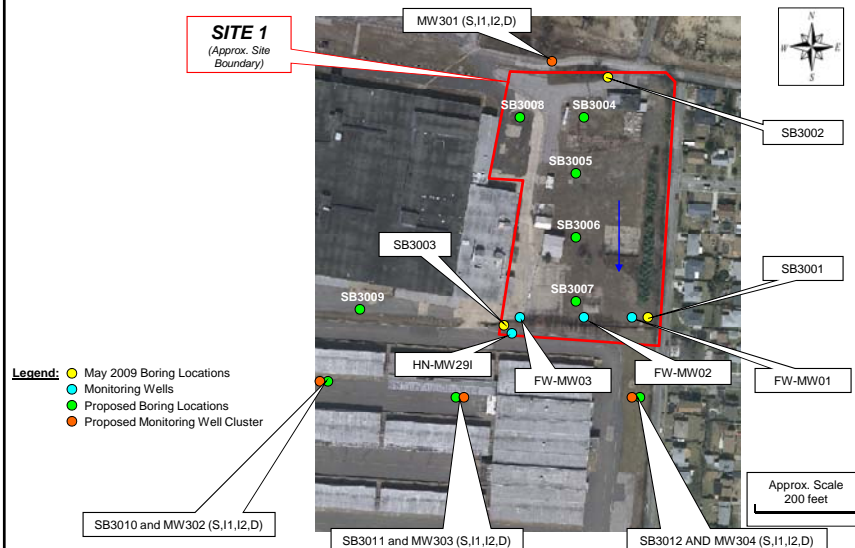 MW301 (S,I1,I2,D)
SITE 1
(Approx. Site
Boundary)
N
W E
S
SB3008
SB3004
SB3002
SB3005
SB3006
SB3003
SB3001
SB3009
SB3007
HN-MW29I
FW-MW03
FW-MW02
FW-MW01
Legend:
May 2009 Boring Locations
Monitoring Wells
Proposed Boring Locations
Proposed Monitoring Well Cluster
Approx. Scale
200 feet
SB3010 and MW302 (S,I1,I2,D)
SB3011 and MW303 (S,I1,I2,D)
SB3012 AND MW304 (S,I1,I2,D)